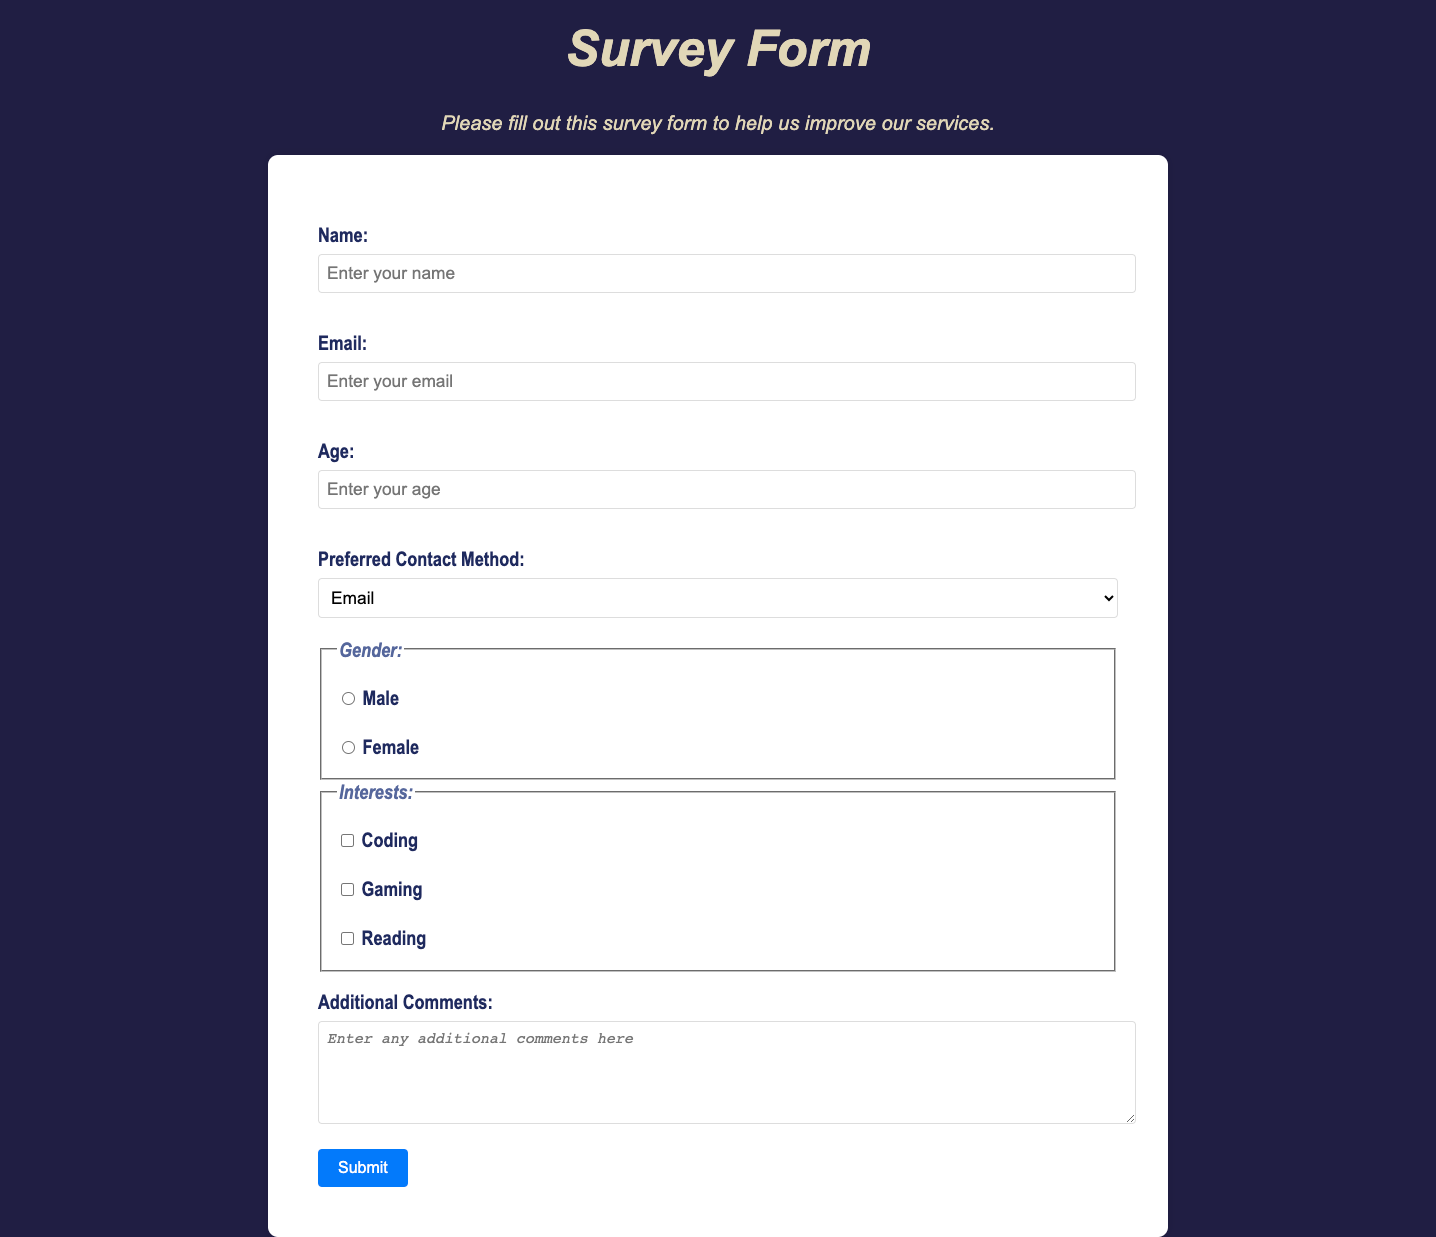 Survey Form
Please fill out this survey form to help us improve our services.
Name:
Enter your name
Email:
Enter your email
Age:
Enter your age
Preferred Contact Method:
Email
Gender:
Male
Female
Interests:
Coding
Gaming
Reading
Additional Comments:
Enter any additional comments here
Submit